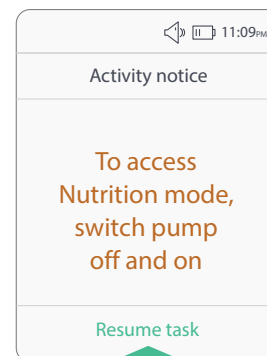 11:09PM
Activity notice
To access
Nutrition mode,
switch pump
off and on
Resume task